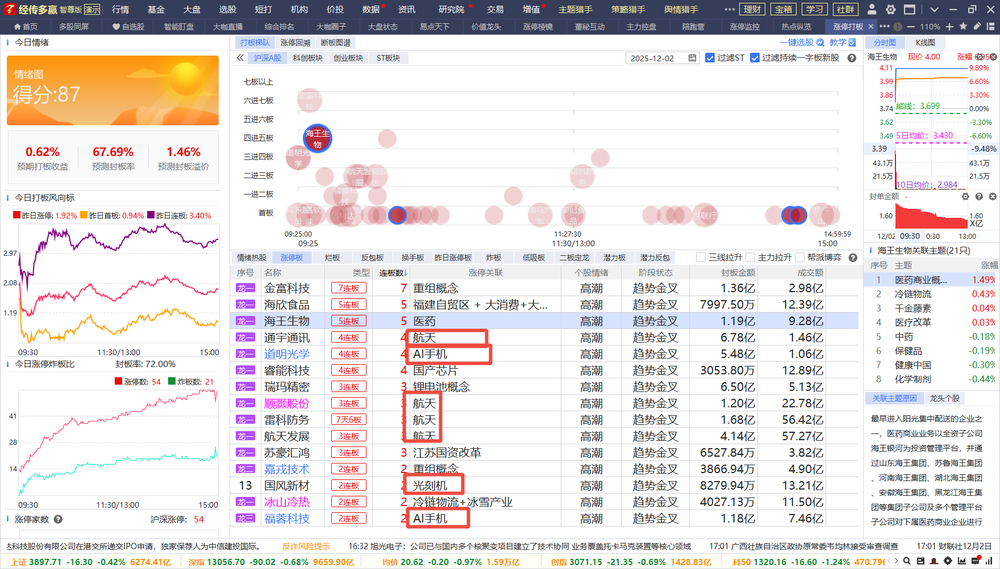 经传多赢 智尊版 演示 行情 基金 大盘 选股 短打 机构 价投 数据 资讯 研究院 交易 增值 主题猎手 策略猎手 舆情猎手 理财 宝箱 学习 社群
首页 多股同屏 自选股 智能盯盘 大咖直播 综合排名 大咖圈子 大盘状态 易点天下 价值龙头 涨停棱镜 董秘互动 主力控盘 陪跑营 涨停监控 热点纵览 涨停打板 110%
今日情绪
情绪图
得分:87
0.62% 67.69% 1.46%
预期打板收益 预测封板率 预测封板溢价
今日打板风向标
昨日涨停: 1.92% 昨日首板: 0.94% 昨日连板: 3.40%
2.97
2.08
1.19
09:30 11:30/13:00 15:00
今日涨停炸板比 封板率: 72.00%
涨停数: 54 炸板数: 21
41
28
14
09:30 11:30/13:00 15:00
涨停家数 沪深涨停: 54
打板梯队 涨停回溯 断板图谱 一键选股 教学
沪深A股 科创板块 创业板块 ST板块 2025-12-02 过滤ST 过滤持续一字板新股
七板以上
六进七板
五进六板
四进五板
三进四板
二进三板
一进二板
首板
金富科技
海王生物
道明光学
航天发展
雷科防务
福蓉科技
海马汽车
安记食品
世联行
09:25:00 11:27:30 14:59:59
09:25 11:30/13:00 15:00
情绪热股 涨停板 烂板 反包板 换手板 昨日涨停板 炸板 低吸板 二板定龙 潜力板 潜力反包 三线拉升 主力拉升 帮派博弈
序号 名称 类型 连板数↓ 涨停关联 个股情绪 阶段状态 封板金额 成交额
龙一 金富科技 7连板 7 重组概念 高潮 趋势金叉 1.36亿 2.98亿
龙一 海欣食品 5连板 5 福建自贸区 + 大消费+大... 高潮 趋势金叉 7997.50万 12.39亿
龙一 海王生物 5连板 5 医药 高潮 趋势金叉 1.19亿 9.28亿
龙一 通宇通讯 4连板 4 航天 高潮 趋势金叉 6.78亿 1.46亿
龙一 道明光学 4连板 4 AI手机 高潮 趋势金叉 5.48亿 1.06亿
龙一 睿能科技 4连板 4 国产芯片 高潮 趋势金叉 3053.80万 12.89亿
龙一 瑞玛精密 3连板 3 锂电池概念 高潮 趋势金叉 6.50亿 5.13亿
龙一 顺灏股份 3连板 3 航天 高潮 趋势金叉 1.20亿 22.78亿
龙一 雷科防务 7天6板 3 航天 高潮 趋势金叉 1.68亿 56.42亿
龙一 航天发展 3连板 3 航天 高潮 趋势金叉 4.14亿 57.27亿
龙一 苏豪汇鸿 3连板 3 江苏国资改革 高潮 趋势金叉 6527.84万 3.82亿
龙二 嘉戎技术 2连板 2 重组概念 高潮 趋势金叉 3866.94万 4.90亿
13 国风新材 2连板 2 光刻机 高潮 趋势金叉 8279.94万 13.21亿
龙一 冰山冷热 2连板 2 冷链物流+冰雪产业 高潮 趋势金叉 4027.13万 11.50亿
龙三 福蓉科技 2连板 2 AI手机 高潮 趋势金叉 1.18亿 7.46亿
分时图 K线图
海王生物 现价 4.00 涨幅
4.11 9.89%
3.99 6.60%
3.86 3.30%
3.74 0.00%
熊线: 3.699
3.62 -3.30%
3.49 5日均价: 3.430 -6.60%
3.39 -9.48%
43.1万 43.1万
21.5万 21.5万
10日均价: 2.984
封单金额 -
1.60 1.60
X亿
12/02 09:30 0:30 13:00
海王生物关联主题(21只)
序号 主题 涨幅
1 医药商业概... 1.49%
2 冷链物流 0.43%
3 千金藤素 0.04%
4 医疗改革 0.03%
5 中药 -0.18%
6 保健品 -0.19%
7 健康中国 -0.30%
8 化学制剂 -0.44%
关联主题原因 龙头个股
最早进入阳光集中配送的企业之
一，医药商业业务以全资子公司
海王银河为投资管理平台，并通
过山东海王集团、苏鲁海王集团
、河南海王集团、湖北海王集团
、安徽海王集团、黑龙江海王集
团等集团子公司及多个管理平台
子公司对下属医药商业企业进行
达科技股份有限公司在港交所递交IPO申请，独家保荐人为中信建投国际。 反诈风险提示 16:32 旭光电子：公司已与国内多个核聚变项目建立了技术协同 业务覆盖托卡马克装置等核心领域 17:01 广西壮族自治区政协原常委韦均林接受审查调查 17:01 财联社12月2日
上证 3897.71 -16.30 -0.42% 6274.41亿 深指 13056.70 -90.02 -0.68% 9659.90亿 均价 20.62 -0.20 -0.97% 1.59万亿 创指 3071.15 -21.35 -0.69% 1428.83亿 科50 1320.16 -16.60 -1.24% 470.79